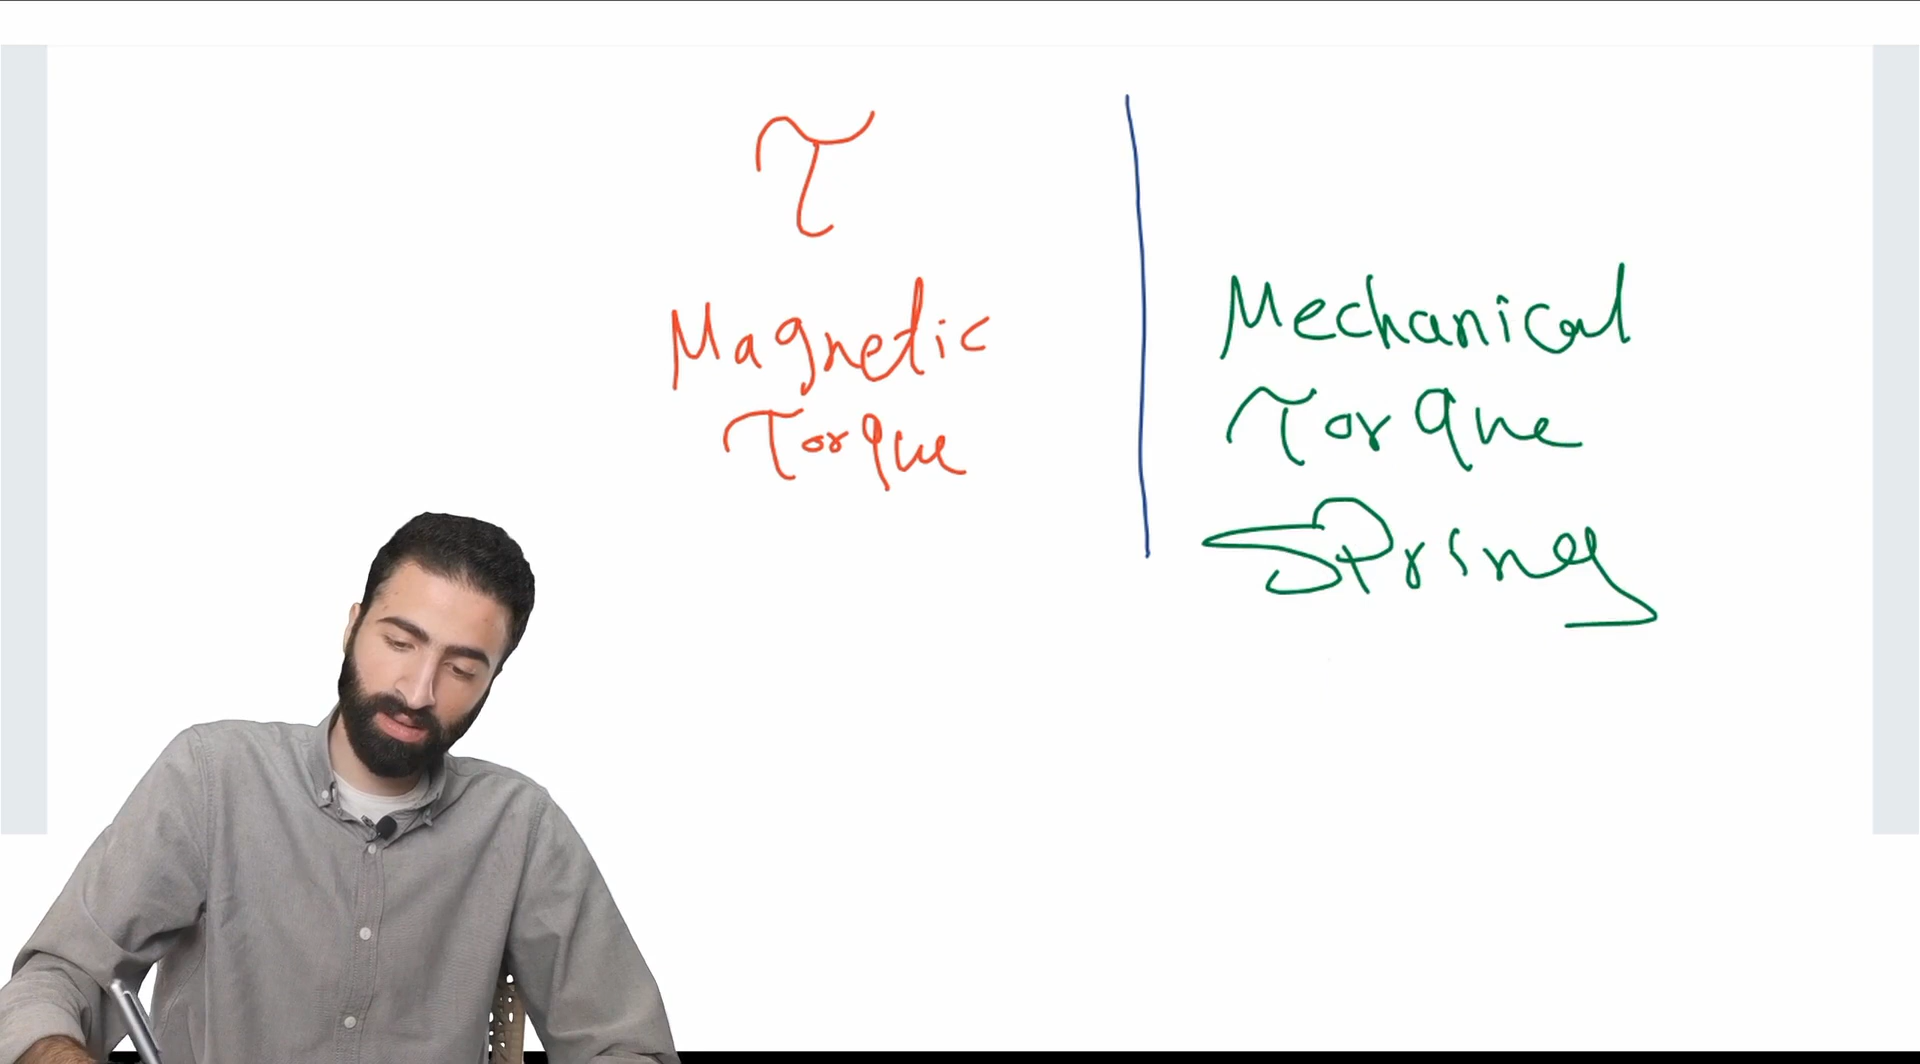 τ
Magnetic
Torque
Mechanical
Torque
Spring